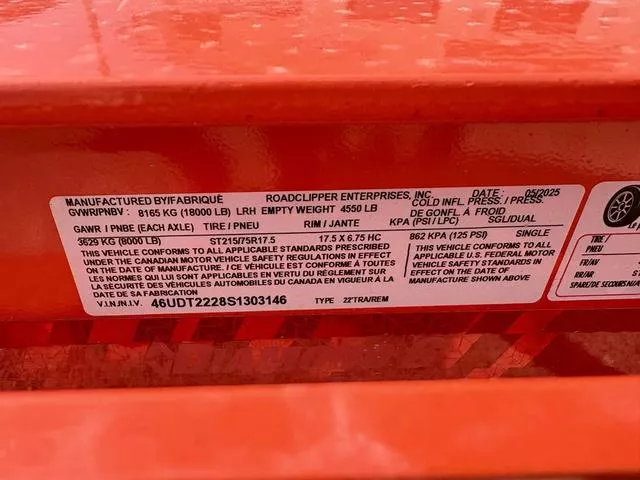 MANUFACTURED BY/FABRIQUÉ ROADCLIPPER ENTERPRISES, INC. DATE : 05/2025
GVWR/PNBV : 8165 KG (18000 LB) LRH EMPTY WEIGHT 4550 LB COLD INFL. PRESS. / PRESS.
DE GONFL. À FROID
GAWR / PNBE (EACH AXLE) TIRE / PNEU RIM / JANTE KPA (PSI / LPC) SGL/DUAL
3629 KG (8000 LB) ST215/75R17.5 17.5 X 6.75 HC 862 KPA (125 PSI) SINGLE
THIS VEHICLE CONFORMS TO ALL APPLICABLE STANDARDS PRESCRIBED
UNDER THE CANADIAN MOTOR VEHICLE SAFETY REGULATIONS IN EFFECT
ON THE DATE OF MANUFACTURE / CE VÉHICULE EST CONFORME À TOUTES
LES NORMES QUI LUI SONT APPLICABLES EN VERTU DU RÈGLEMENT SUR
LA SÉCURITÉ DES VÉHICULES AUTOMOBILES DU CANADA EN VIGUEUR À LA
DATE DE SA FABRICATION
THIS VEHICLE CONFORMS TO ALL
APPLICABLE U.S. FEDERAL MOTOR
VEHICLE SAFETY STANDARDS IN
EFFECT ON THE DATE OF
MANUFACTURE SHOWN ABOVE
V.I.N./N.I.V. 46UDT2228S1303146 TYPE 22'TRA/REM
TIRE /
PNEU
FR/AV
RR/AR
SPARE/DE SECOURS